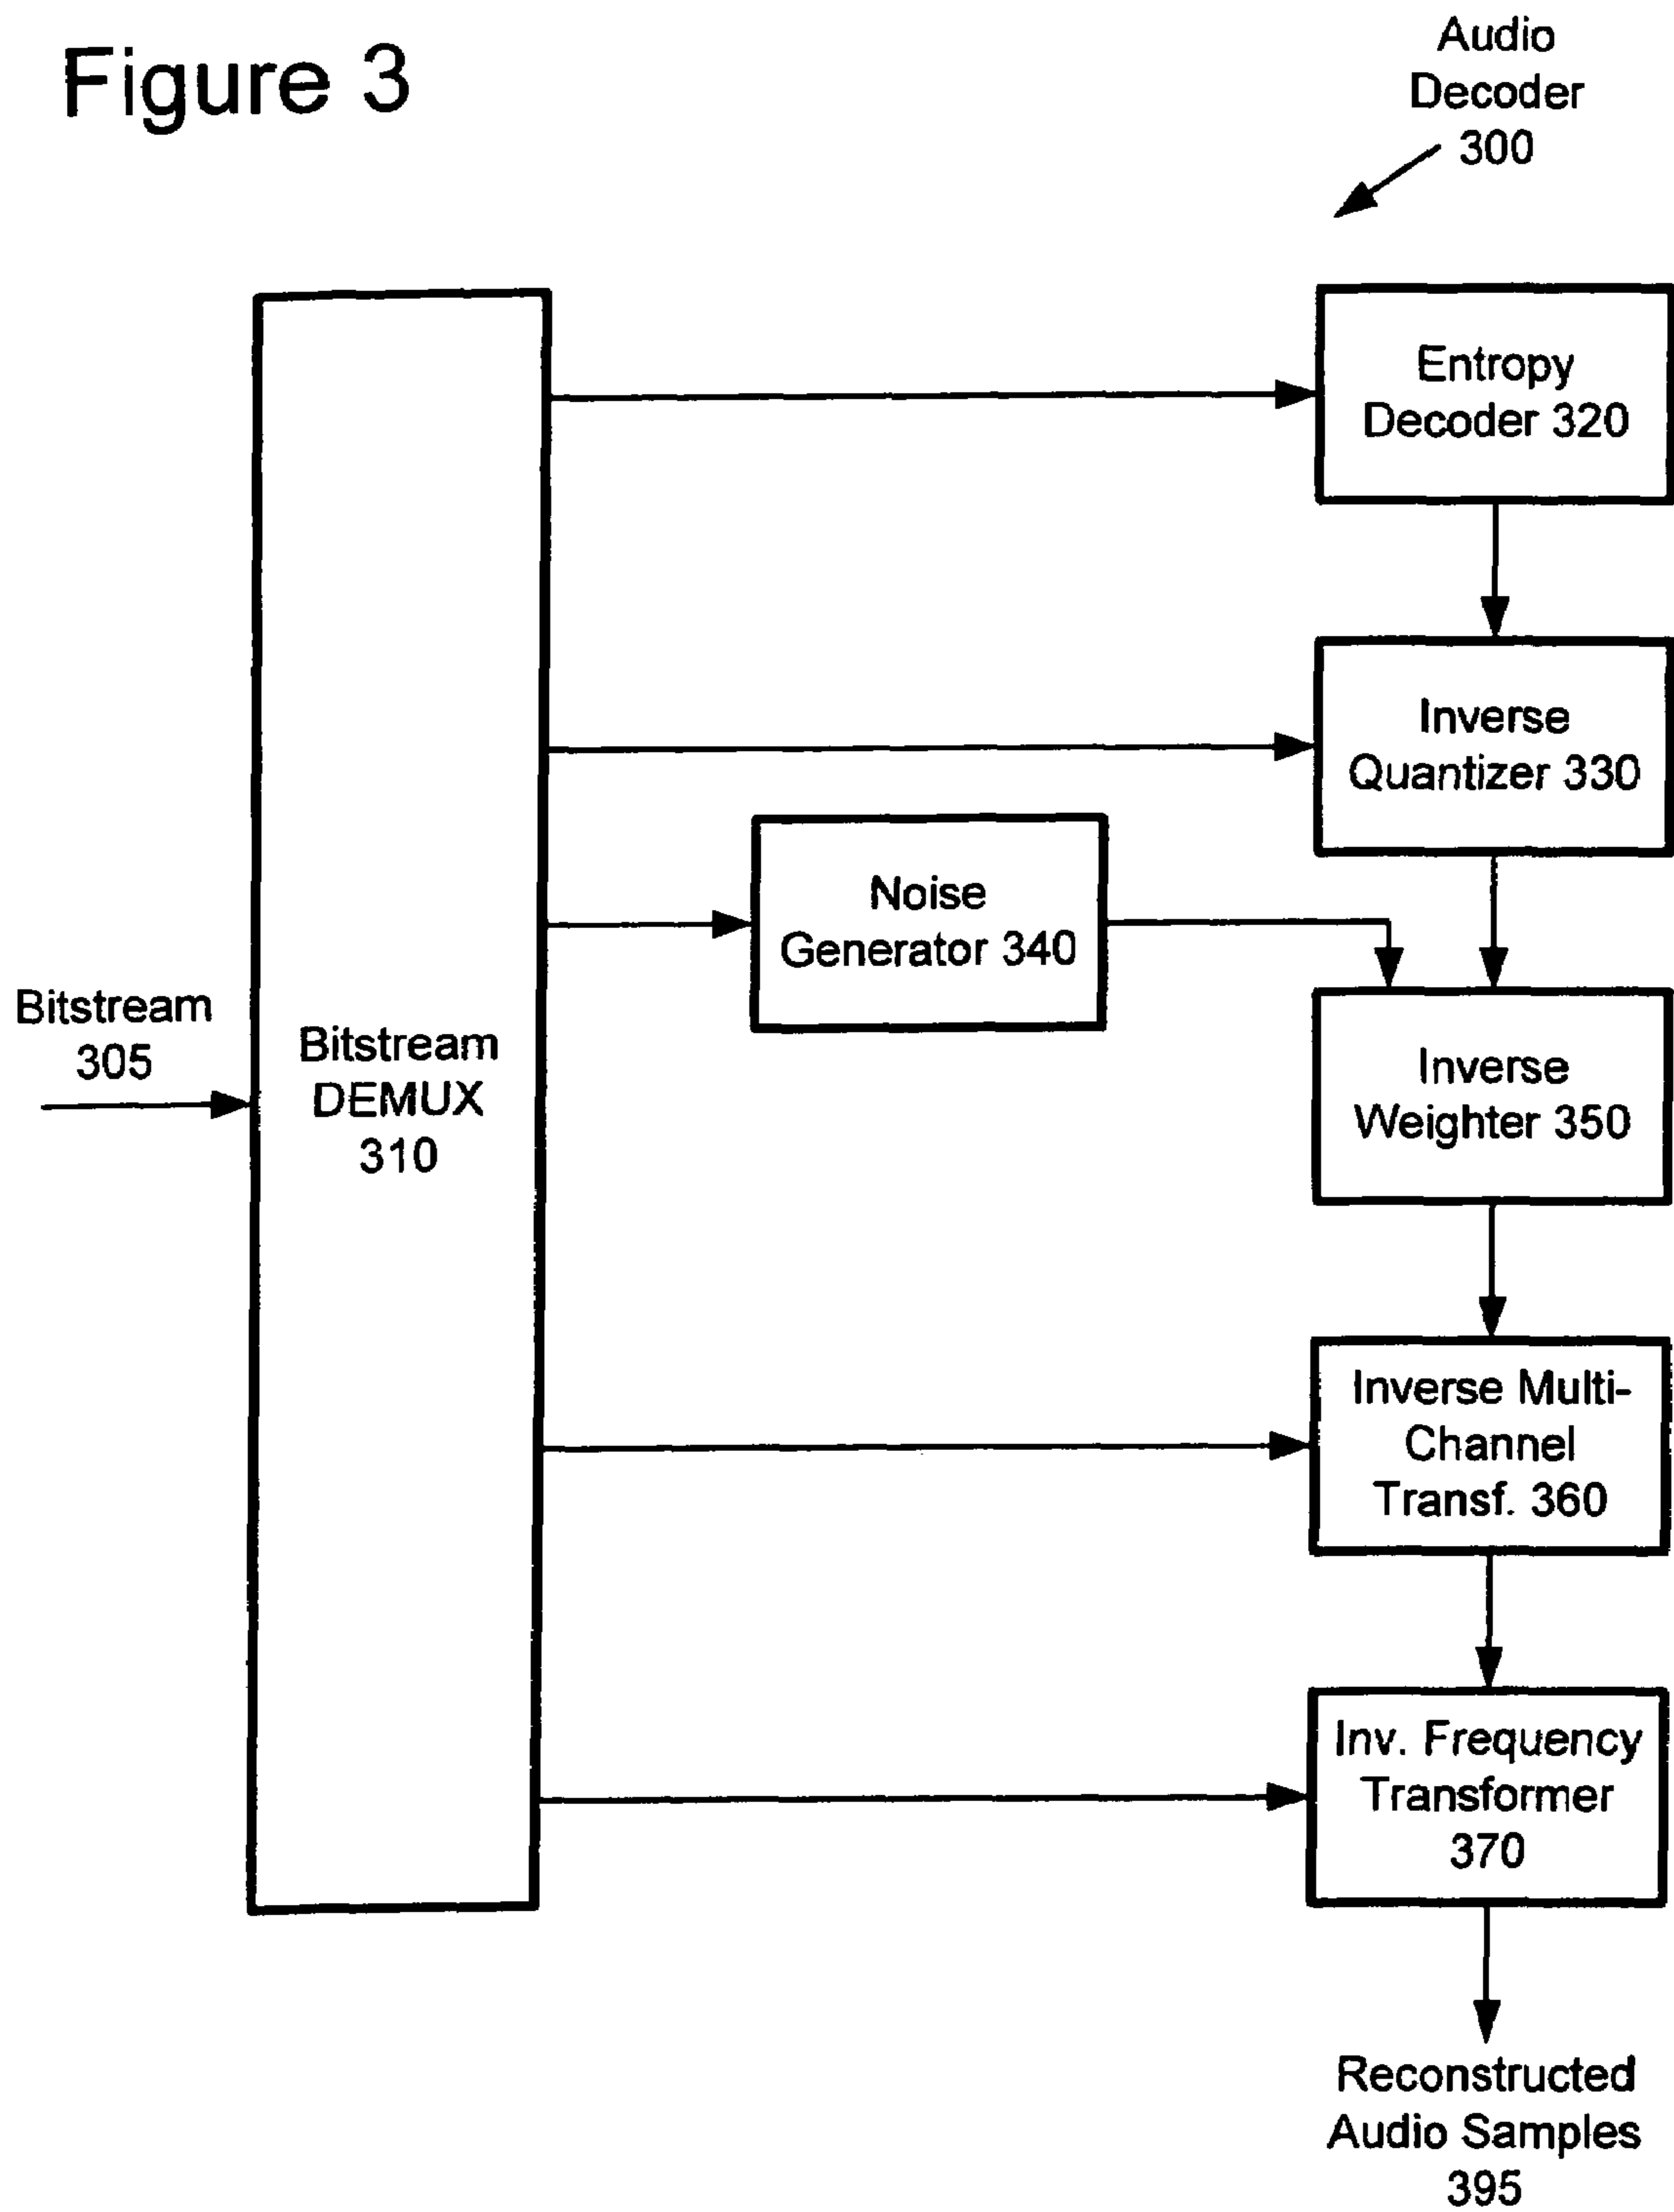 Figure 3
Audio
Decoder
300
Entropy
Decoder 320
Inverse
Quantizer 330
Noise
Generator 340
Bitstream
305
Bitstream
DEMUX
310
Inverse
Weighter 350
Inverse Multi-
Channel
Transf. 360
Inv. Frequency
Transformer
370
Reconstructed
Audio Samples
395